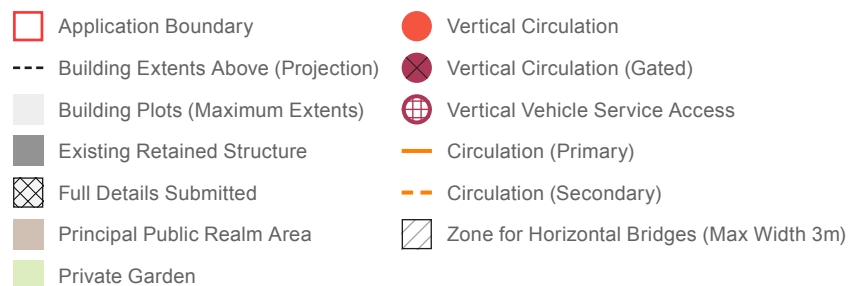 Application Boundary
Building Extents Above (Projection)
Building Plots (Maximum Extents)
Existing Retained Structure
Full Details Submitted
Principal Public Realm Area
Private Garden
Vertical Circulation
Vertical Circulation (Gated)
Vertical Vehicle Service Access
Circulation (Primary)
Circulation (Secondary)
Zone for Horizontal Bridges (Max Width 3m)